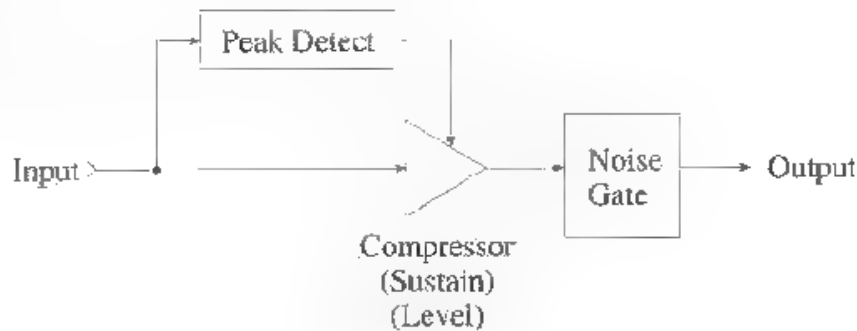 Peak Detect
Input
Noise
Gate
Output
Compressor
(Sustain)
(Level)